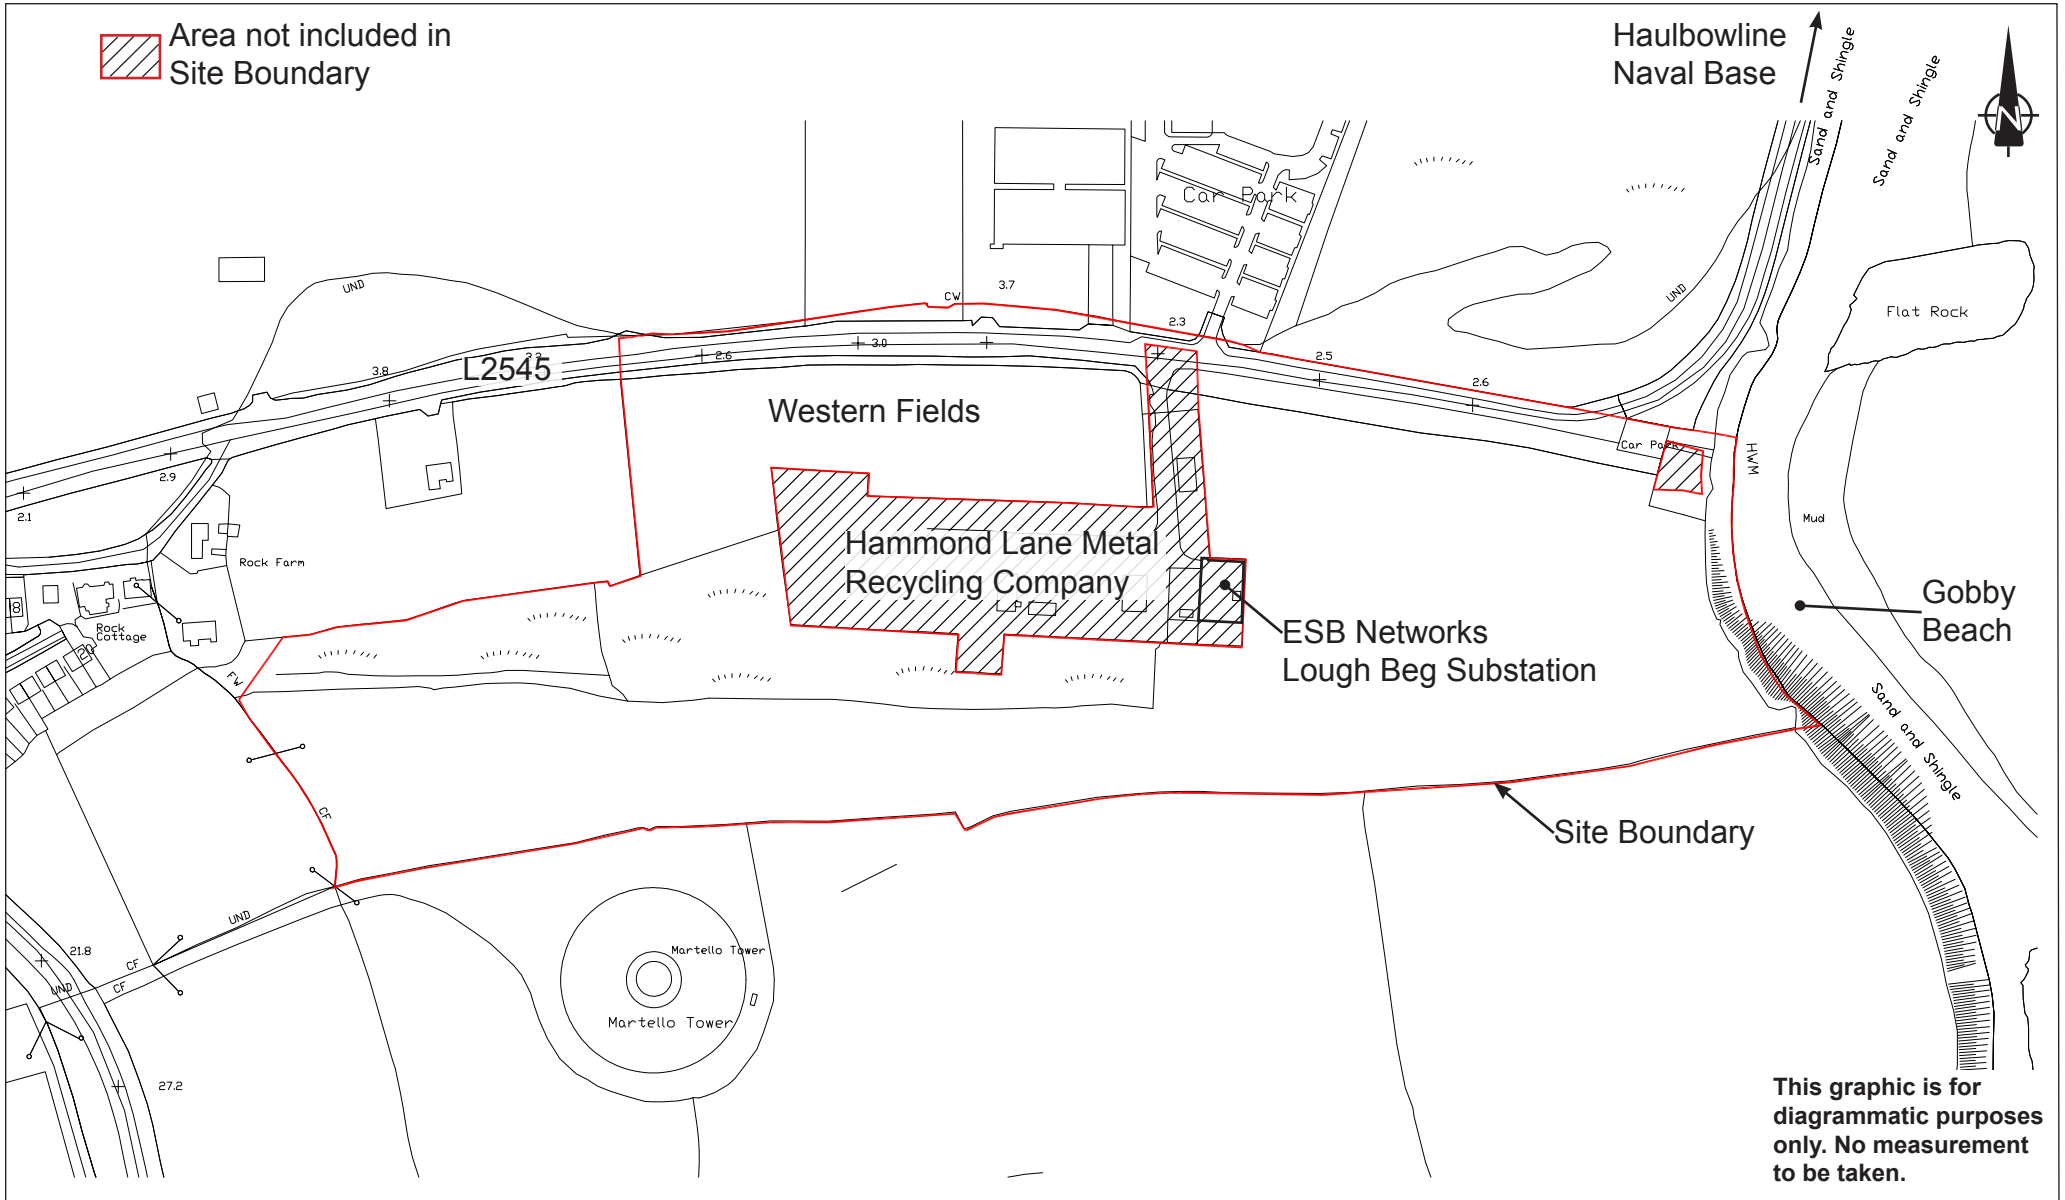 Area not included in
Site Boundary
Haulbowline
Naval Base
Sand and Shingle
Sand and Shingle
N
Car Park
UND
CW
3.7
UND
Flat Rock
2.3
3.0
2.6
2.5
3.8
L2545
2.6
Western Fields
Car Park
HWM
2.9
2.1
Mud
Hammond Lane Metal
Recycling Company
Rock Farm
Gobby
Beach
18
Rock
Cottage
ESB Networks
Lough Beg Substation
20
FW
Sand and Shingle
CF
Site Boundary
UND
21.8
CF
UND
CF
Martello Tower
Martello Tower
27.2
This graphic is for
diagrammatic purposes
only. No measurement
to be taken.